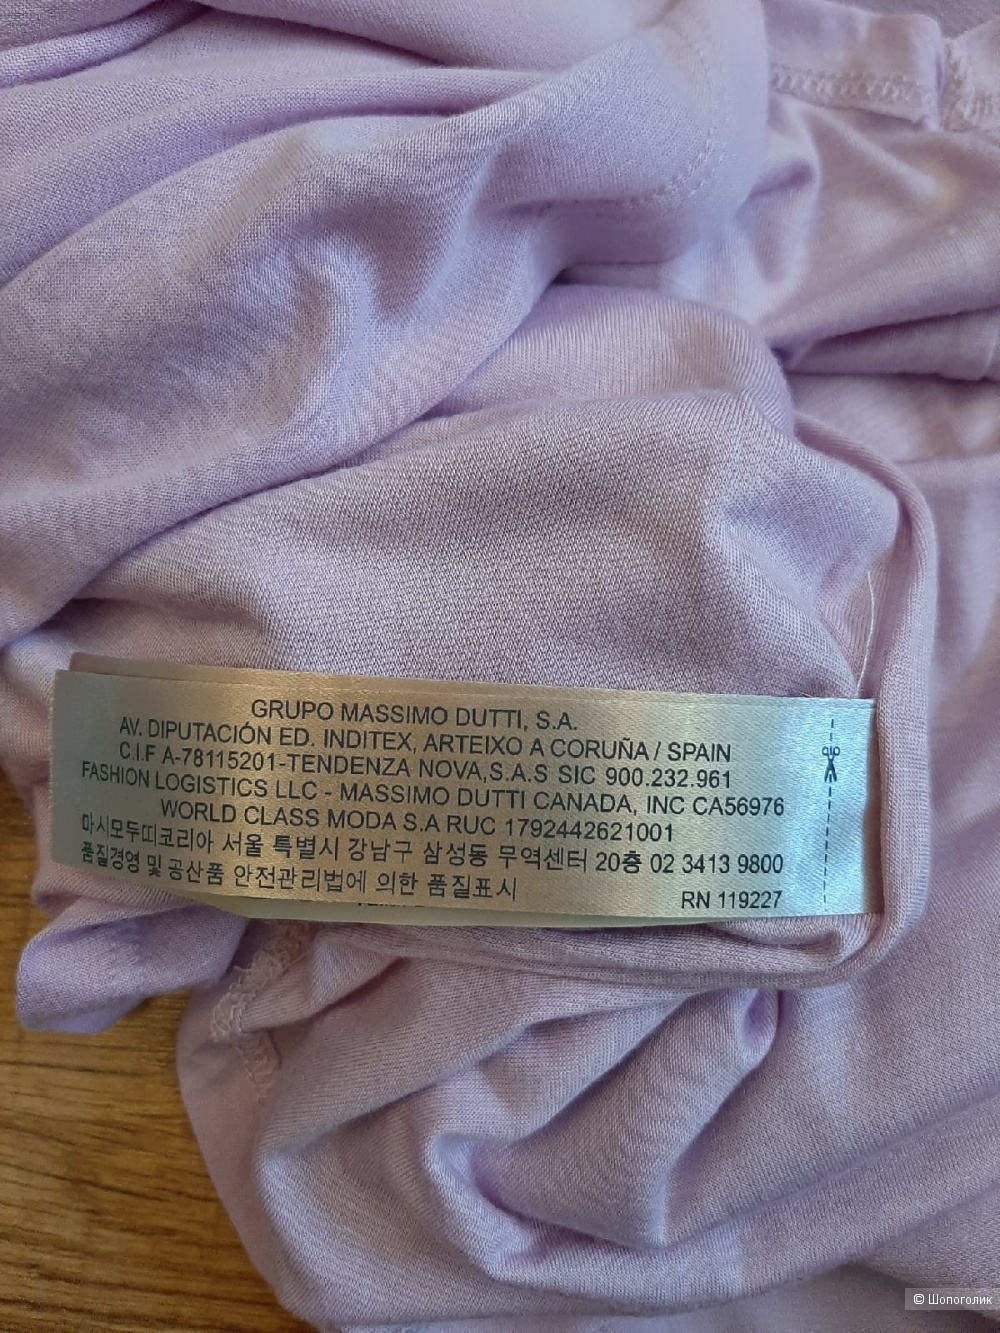 GRUPO MASSIMO DUTTI, S.A.
AV. DIPUTACIÓN ED. INDITEX, ARTEIXO A CORUÑA / SPAIN
C.I.F A-78115201-TENDENZA NOVA,S.A.S SIC 900.232.961
FASHION LOGISTICS LLC - MASSIMO DUTTI CANADA, INC CA56976
WORLD CLASS MODA S.A RUC 1792442621001
마시모두띠코리아 서울 특별시 강남구 삼성동 무역센터 20층 02 3413 9800
품질경영 및 공산품 안전관리법에 의한 품질표시
RN 119227
© Шопоголик